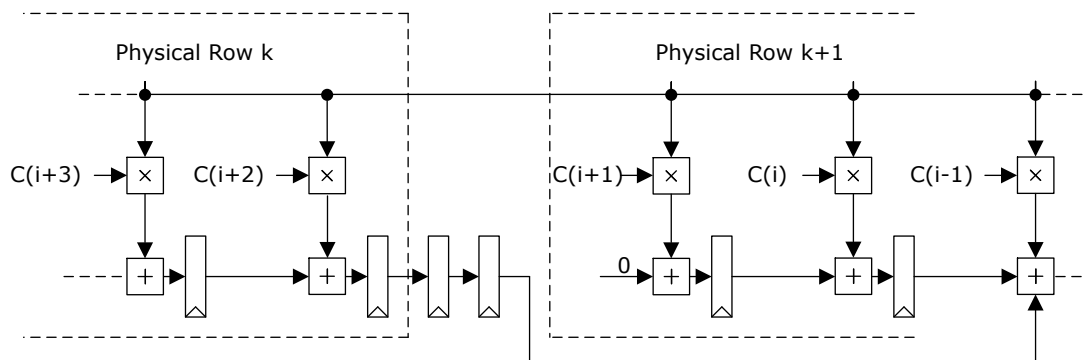 Physical Row k
Physical Row k+1
C(i+3) × C(i+2) × C(i+1) × C(i) × C(i-1) ×
+ + 0 + + +